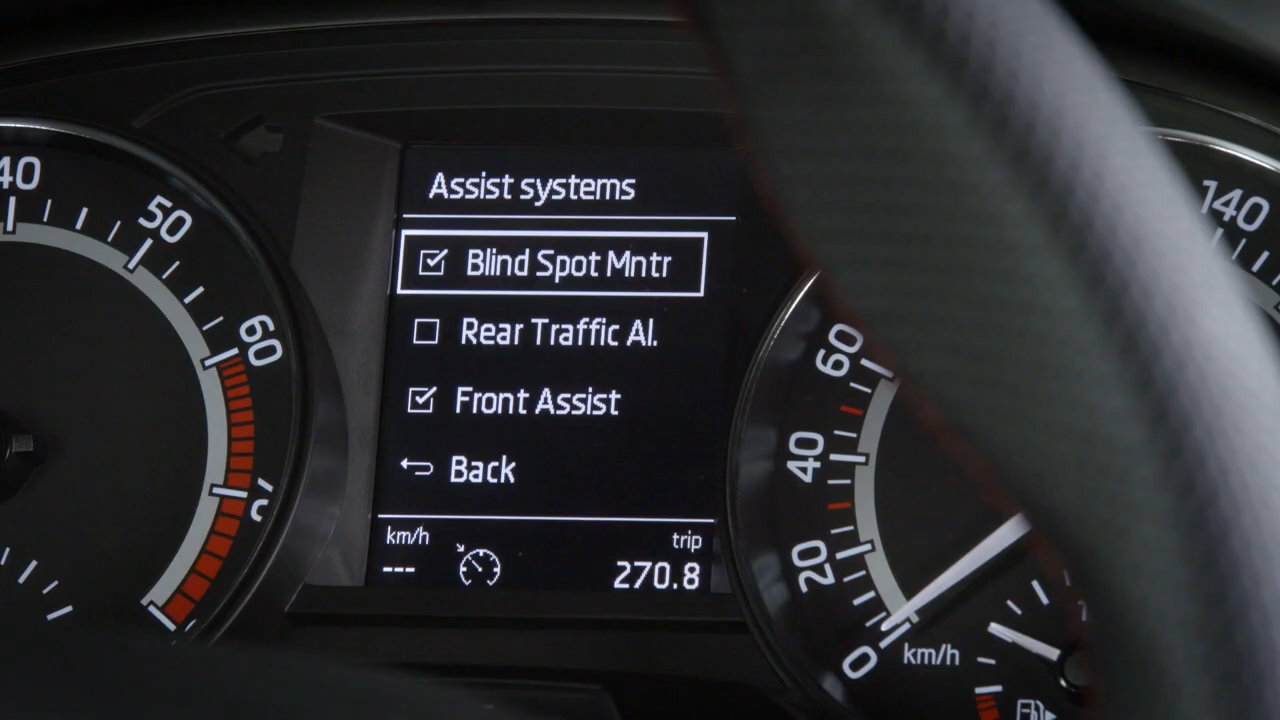 40
50
60
Assist systems
Blind Spot Mntr
Rear Traffic Al.
Front Assist
Back
km/h
trip
---
270.8
140
60
40
20
0
km/h